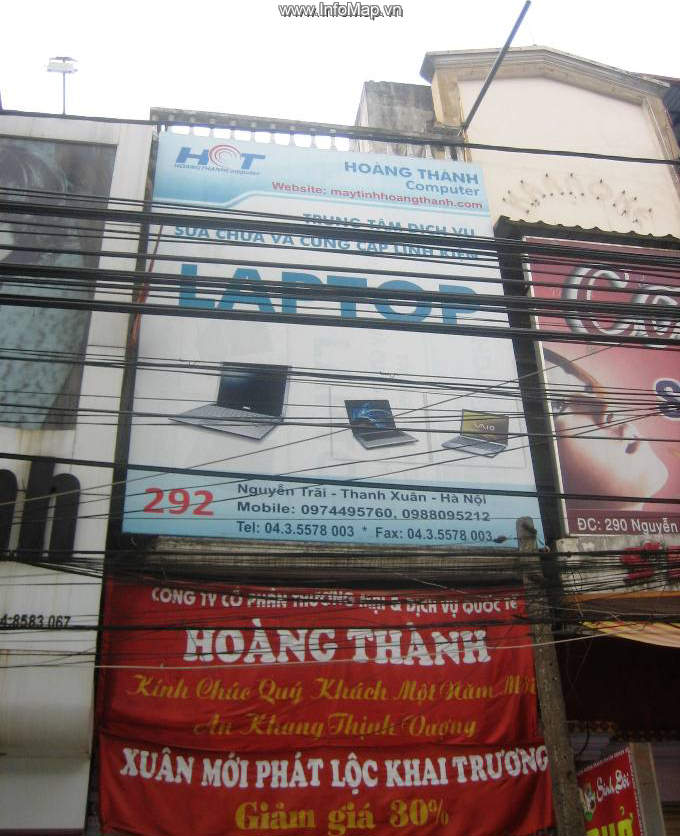 www.InfoMap.vn
HCT
HOANGTHANHComputer
HOÀNG THÀNH
Computer
Website: maytinhhoangthanh.com
TRUNG TÂM DỊCH VỤ
SỬA CHỮA VÀ CUNG CẤP LINH KIỆN
LAPTOP
VAIO
292
Nguyễn Trãi - Thanh Xuân - Hà Nội
Mobile: 0974495760, 0988095212
Tel: 04.3.5578 003 * Fax: 04.3.5578 003
ĐC: 290 Nguyễn
8583 067
CÔNG TY CỔ PHẦN THƯƠNG MẠI & DỊCH VỤ QUỐC TẾ
HOÀNG THÀNH
Kính Chúc Quý Khách Một Năm Mới
An Khang Thịnh Vượng
XUÂN MỚI PHÁT LỘC KHAI TRƯƠNG
Giảm giá 30%